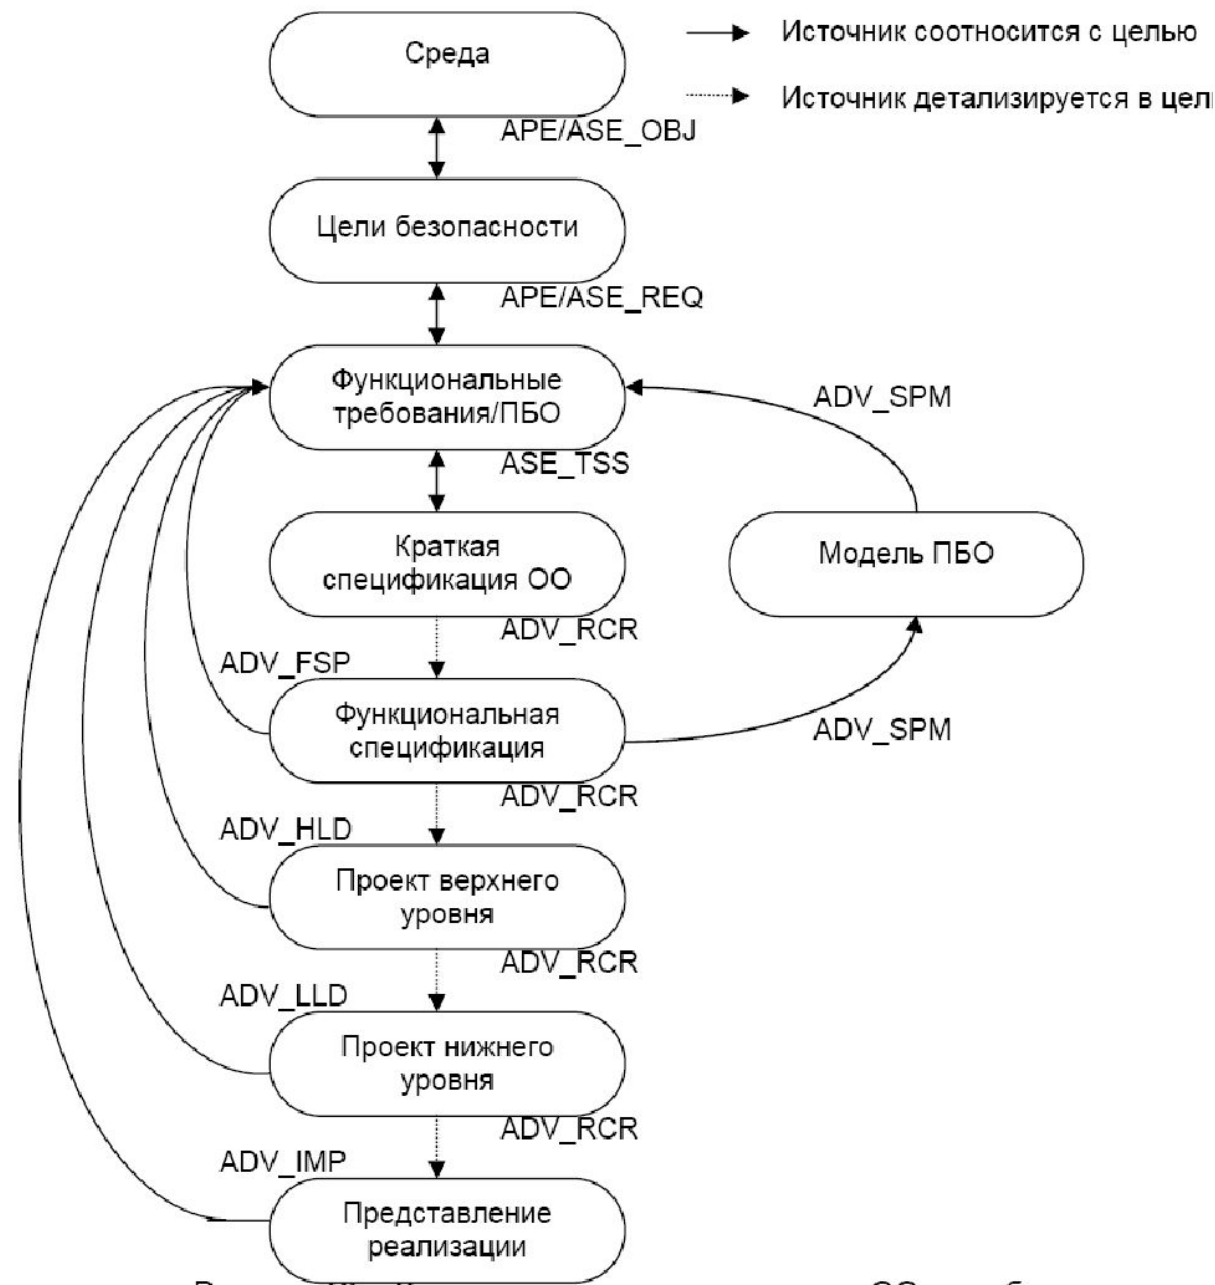 Среда
Источник соотносится с целью
Источник детализируется в
APE/ASE_OBJ
Цели безопасности
APE/ASE_REQ
Функциональные
требования/ПБО
ADV_SPM
ASE_TSS
Краткая
спецификация ОО
Модель ПБО
ADV_RCR
ADV_FSP
Функциональная
спецификация
ADV_SPM
ADV_RCR
ADV_HLD
Проект верхнего
уровня
ADV_RCR
ADV_LLD
Проект нижнего
уровня
ADV_RCR
ADV_IMP
Представление
реализации